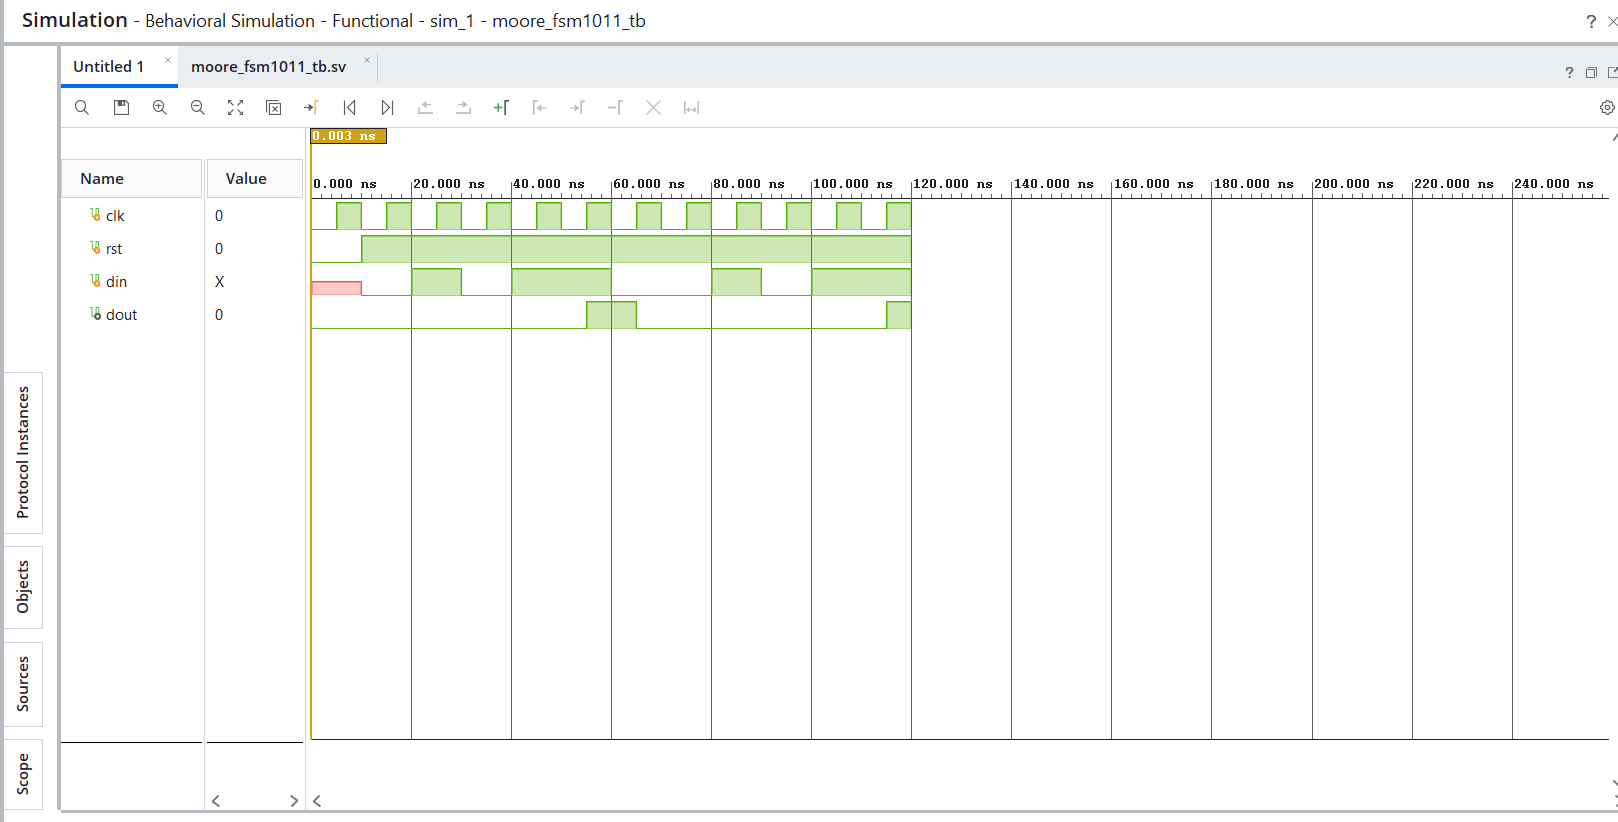 Simulation - Behavioral Simulation - Functional - sim_1 - moore_fsm1011_tb
Untitled 1
moore_fsm1011_tb.sv
0.003 ns
Name
Value
0.000 ns 20.000 ns 40.000 ns 60.000 ns 80.000 ns 100.000 ns 120.000 ns 140.000 ns 160.000 ns 180.000 ns 200.000 ns 220.000 ns 240.000 ns
clk 0
rst 0
din X
dout 0
Protocol Instances
Objects
Sources
Scope